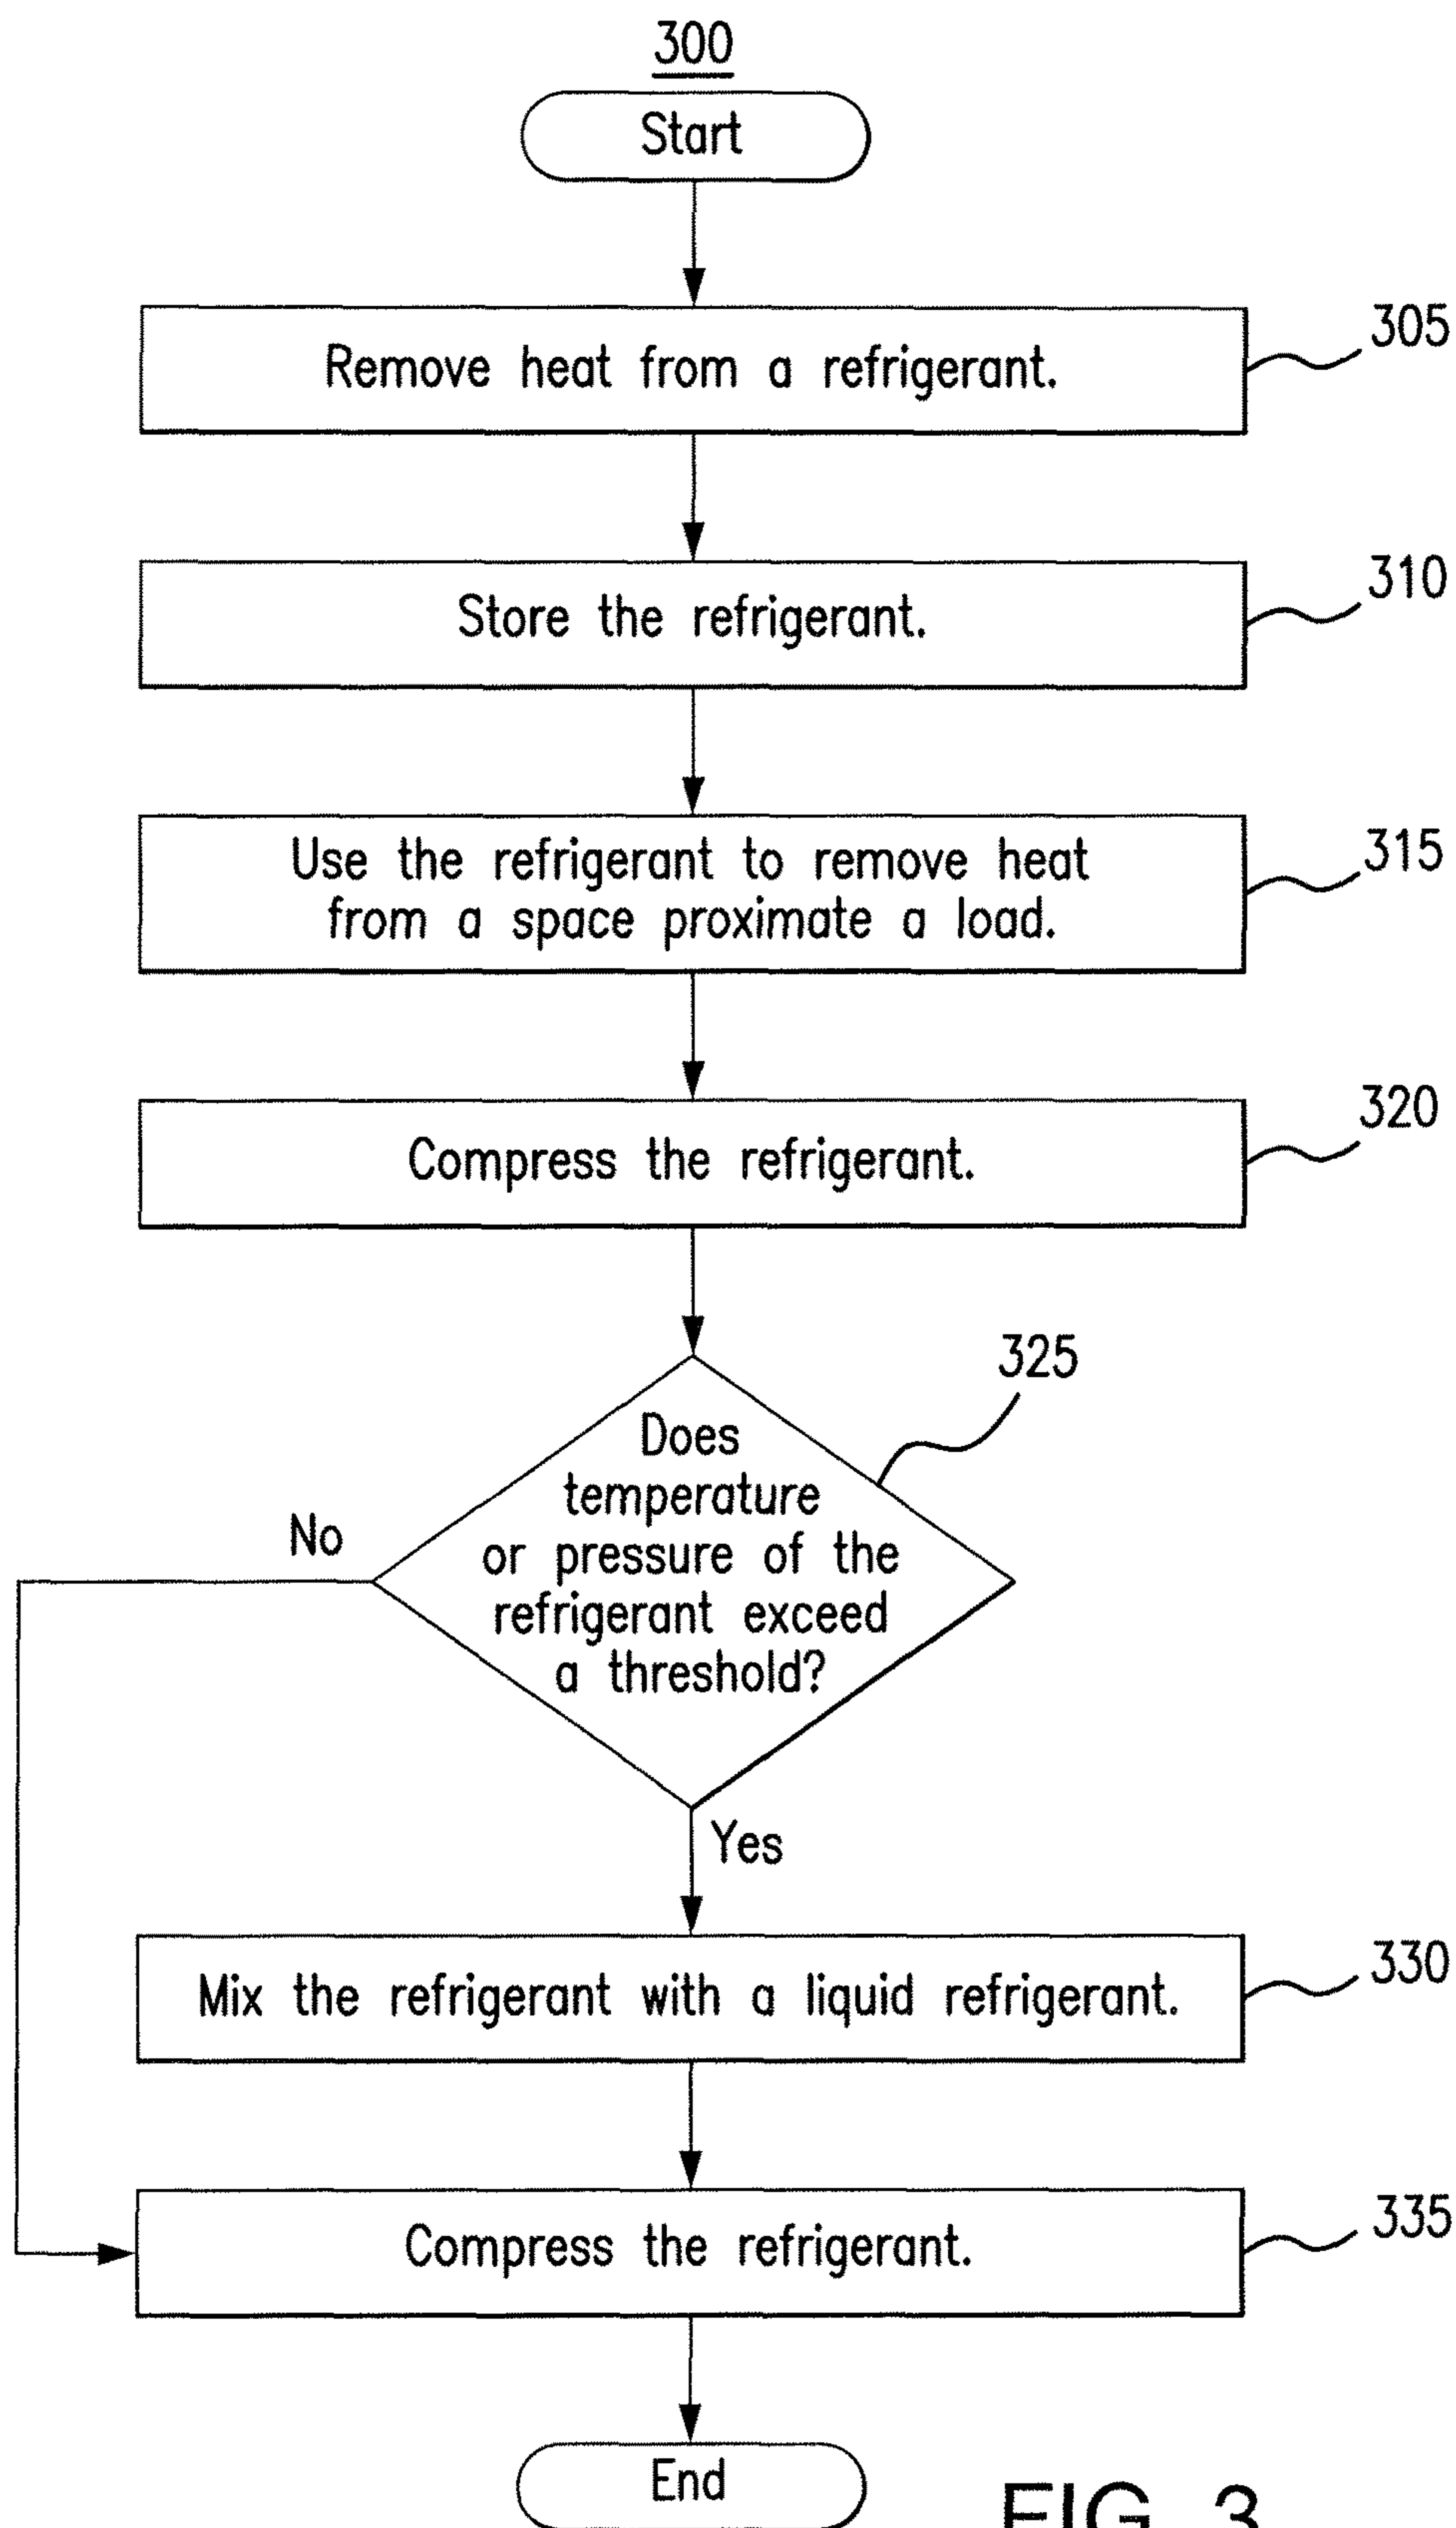 300
Start
Remove heat from a refrigerant.
305
Store the refrigerant.
310
Use the refrigerant to remove heat
from a space proximate a load.
315
Compress the refrigerant.
320
325
Does
temperature
or pressure of the
refrigerant exceed
a threshold?
No
Yes
Mix the refrigerant with a liquid refrigerant.
330
Compress the refrigerant.
335
End
FIG. 3